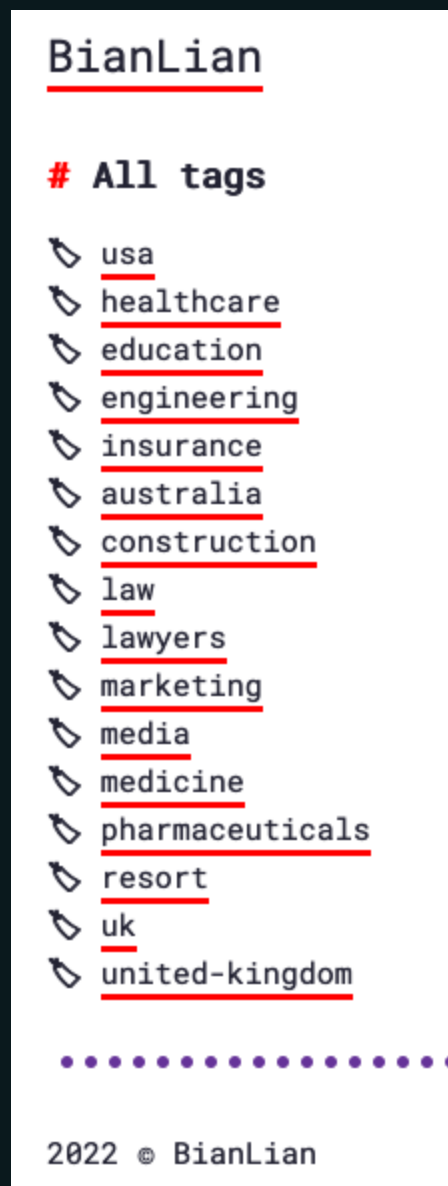 BianLian
# All tags
usa
healthcare
education
engineering
insurance
australia
construction
law
lawyers
marketing
media
medicine
pharmaceuticals
resort
uk
united-kingdom
2022 © BianLian